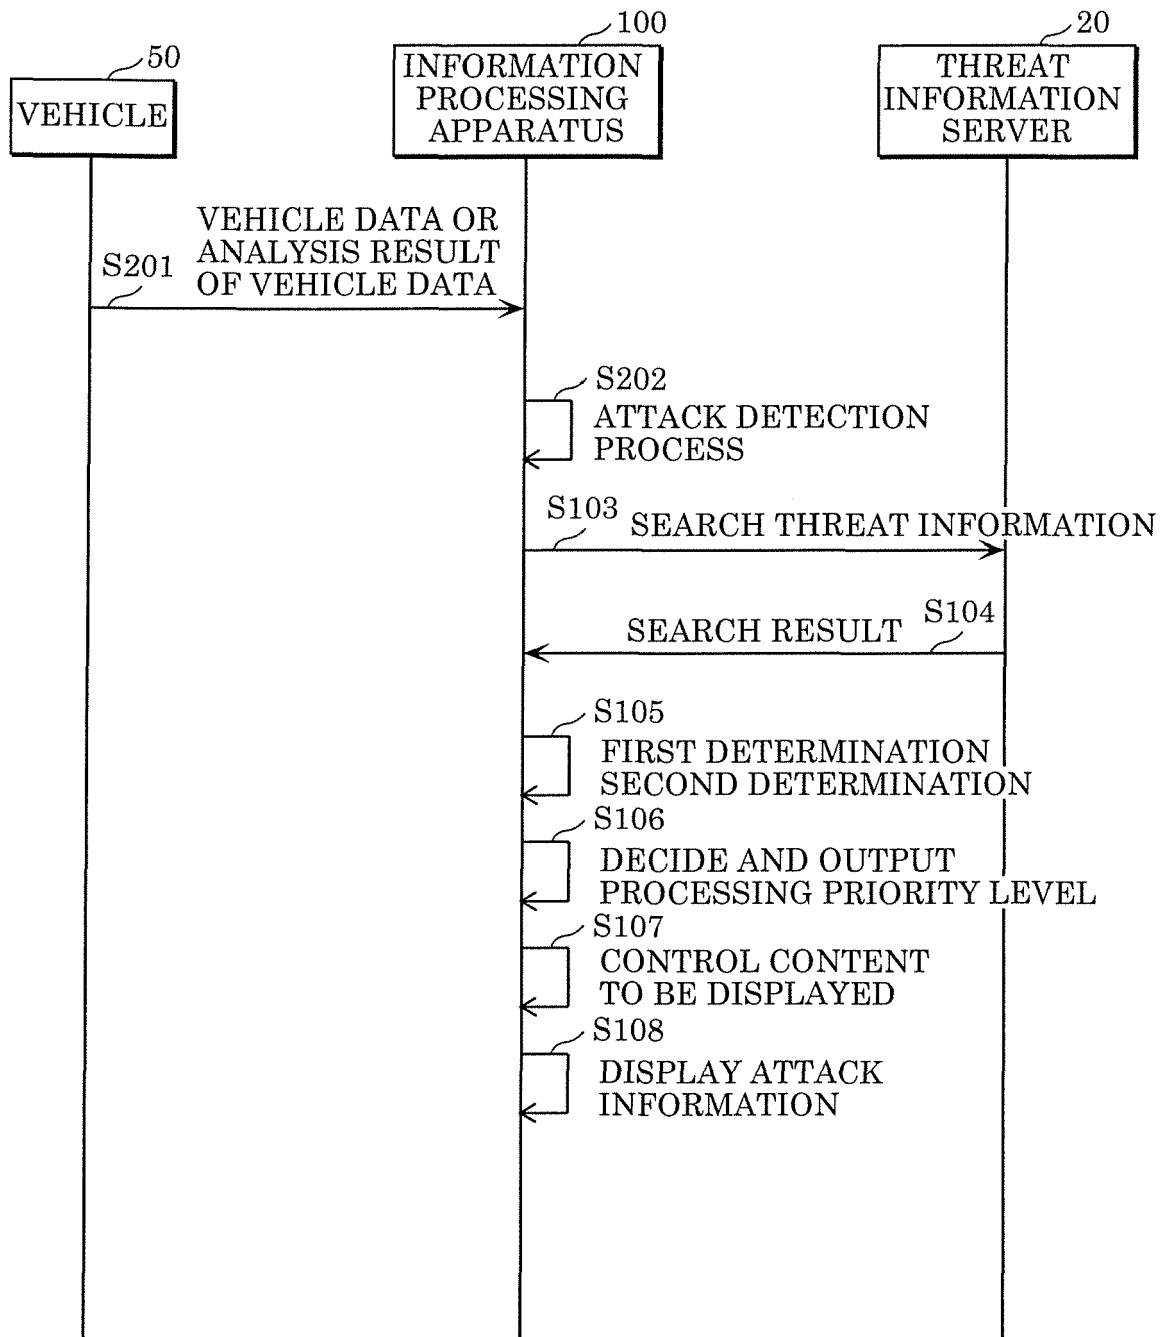 50
VEHICLE
100
INFORMATION
PROCESSING
APPARATUS
20
THREAT
INFORMATION
SERVER
S201
VEHICLE DATA OR
ANALYSIS RESULT
OF VEHICLE DATA
S202
ATTACK DETECTION
PROCESS
S103
SEARCH THREAT INFORMATION
S104
SEARCH RESULT
S105
FIRST DETERMINATION
SECOND DETERMINATION
S106
DECIDE AND OUTPUT
PROCESSING PRIORITY LEVEL
S107
CONTROL CONTENT
TO BE DISPLAYED
S108
DISPLAY ATTACK
INFORMATION